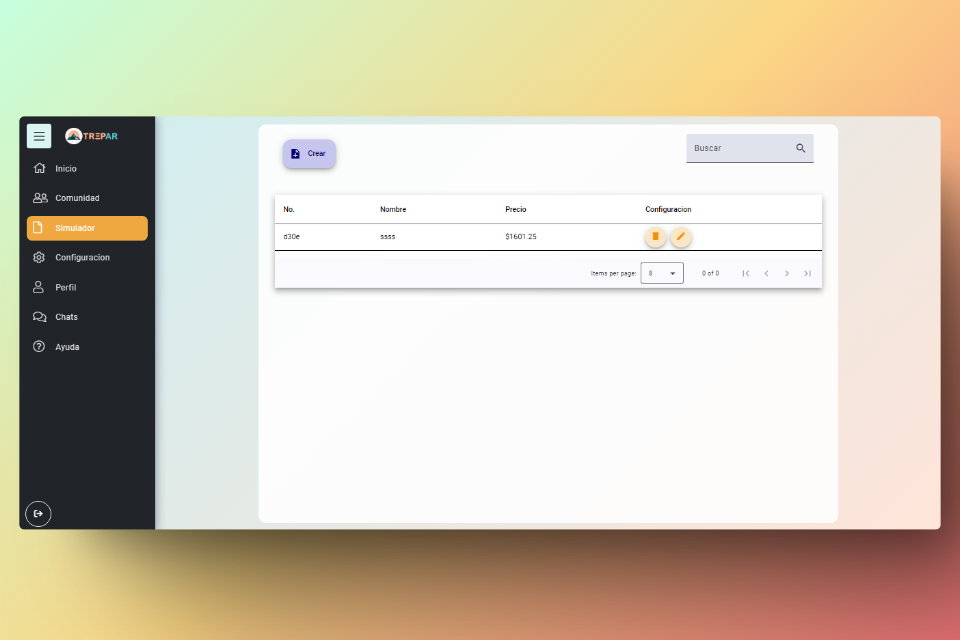 TREPAR
Inicio
Comunidad
Simulador
Configuracion
Perfil
Chats
Ayuda
Crear
Buscar
No. Nombre Precio Configuracion
d30e ssss $1601.25
Items per page: 8 0 of 0